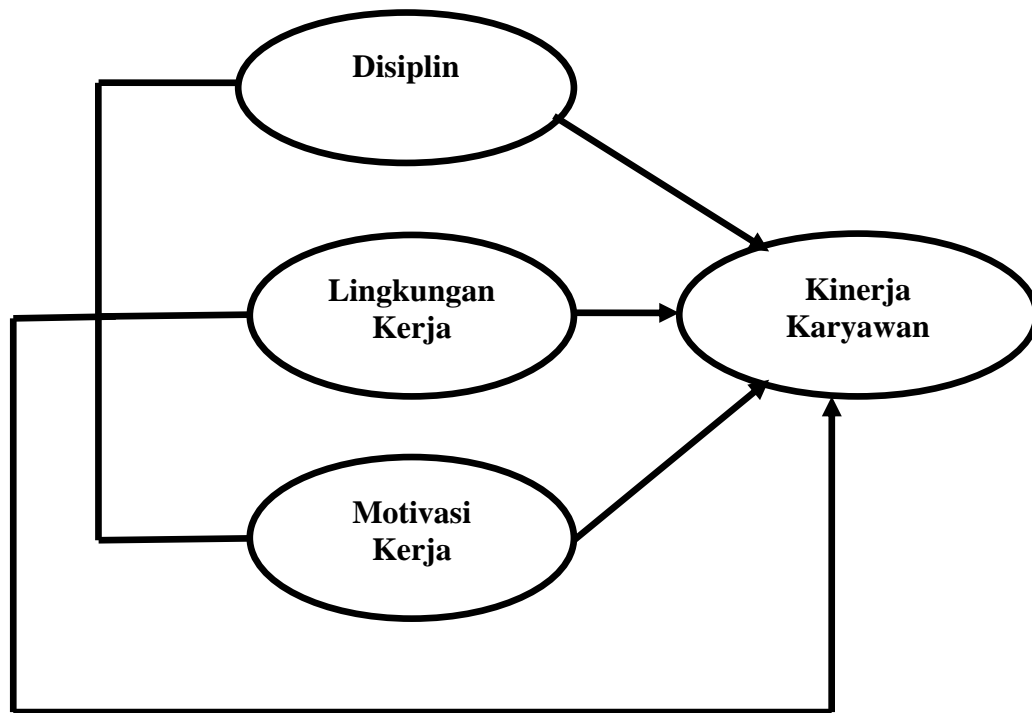 Disiplin
Lingkungan
Kerja
Kinerja
Karyawan
Motivasi
Kerja